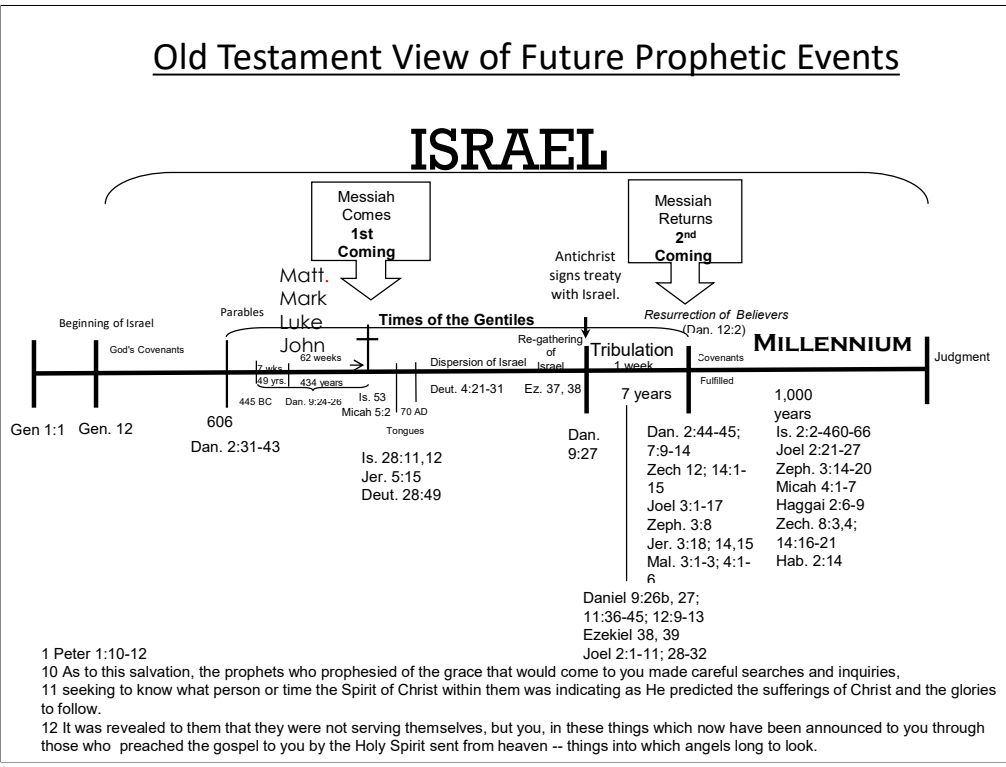 Old Testament View of Future Prophetic Events
ISRAEL
Messiah
Comes
1st
Coming
Messiah
Returns
2nd
Coming
Antichrist
signs treaty
with Israel.
Matt.
Mark
Luke
John
Parables
Beginning of Israel
God's Covenants
Times of the Gentiles
Resurrection of Believers
(Dan. 12:2)
62 weeks
7 wks
49 yrs.
434 years
445 BC
Dan. 9:24-26
Is. 53
Micah 5:2
70 AD
Tongues
Dispersion of Israel
Deut. 4:21-31
Re-gathering
of
Israel
Ez. 37, 38
Tribulation
1 week
7 years
Covenants
Fulfilled
MILLENNIUM
Judgment
1,000
years
Gen 1:1
Gen. 12
606
Dan. 2:31-43
Is. 28:11,12
Jer. 5:15
Deut. 28:49
Dan.
9:27
Dan. 2:44-45;
7:9-14
Zech 12; 14:1-
15
Joel 3:1-17
Zeph. 3:8
Jer. 3:18; 14,15
Mal. 3:1-3; 4:1-
6
Is. 2:2-460-66
Joel 2:21-27
Zeph. 3:14-20
Micah 4:1-7
Haggai 2:6-9
Zech. 8:3,4;
14:16-21
Hab. 2:14
Daniel 9:26b, 27;
11:36-45; 12:9-13
Ezekiel 38, 39
Joel 2:1-11; 28-32
1 Peter 1:10-12
10 As to this salvation, the prophets who prophesied of the grace that would come to you made careful searches and inquiries,
11 seeking to know what person or time the Spirit of Christ within them was indicating as He predicted the sufferings of Christ and the glories
to follow.
12 It was revealed to them that they were not serving themselves, but you, in these things which now have been announced to you through
those who preached the gospel to you by the Holy Spirit sent from heaven -- things into which angels long to look.